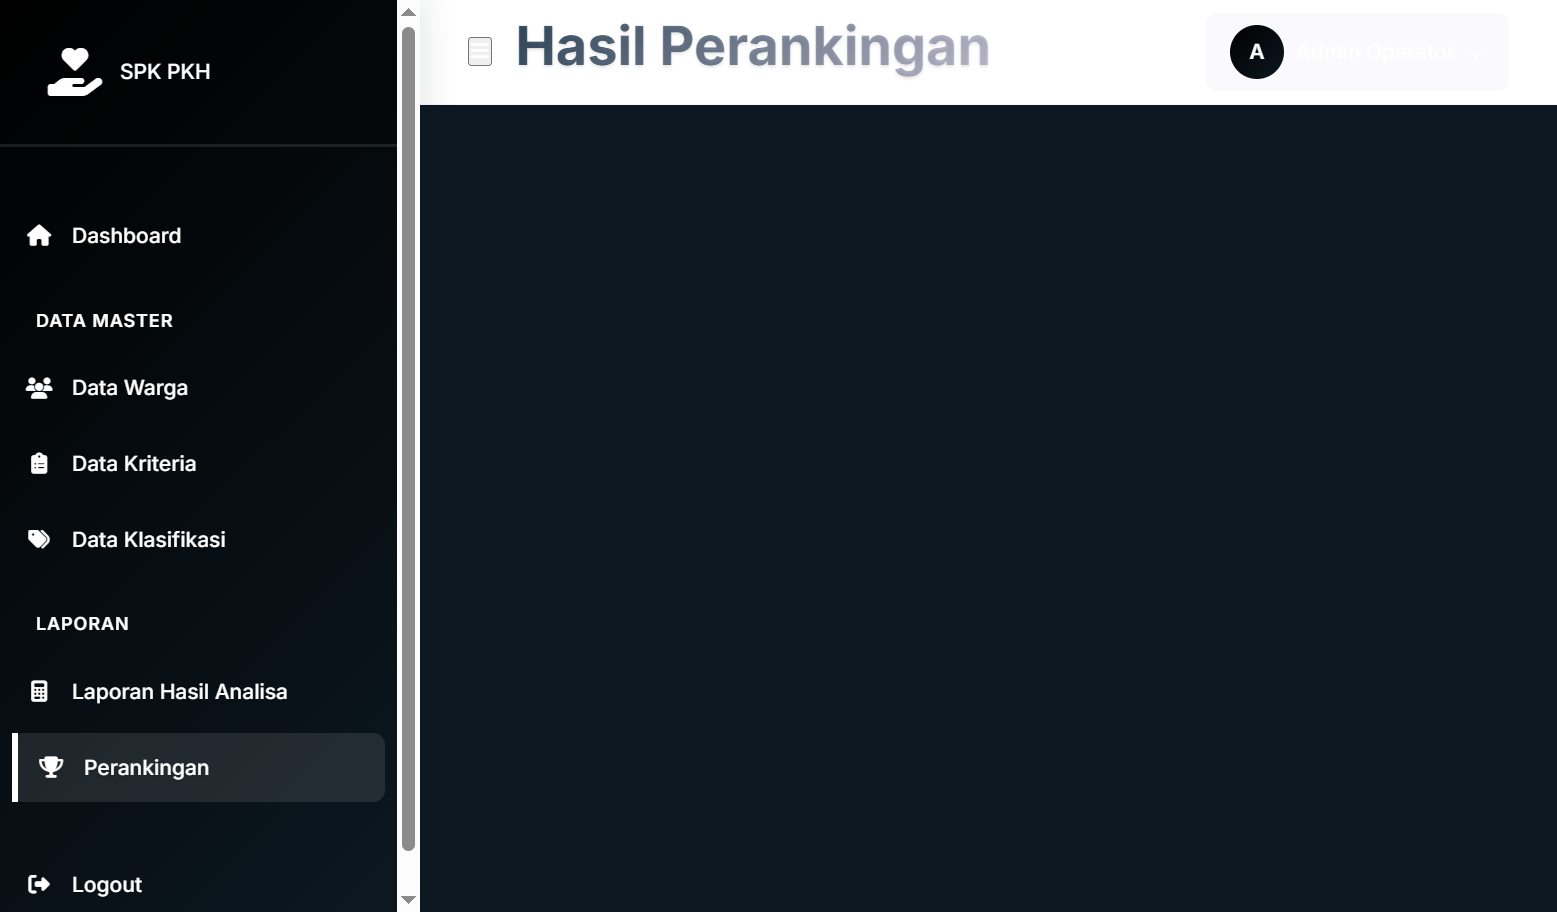 SPK PKH
Dashboard
DATA MASTER
Data Warga
Data Kriteria
Data Klasifikasi
LAPORAN
Laporan Hasil Analisa
Perankingan
Logout
Hasil Perankingan
A
Admin Operator